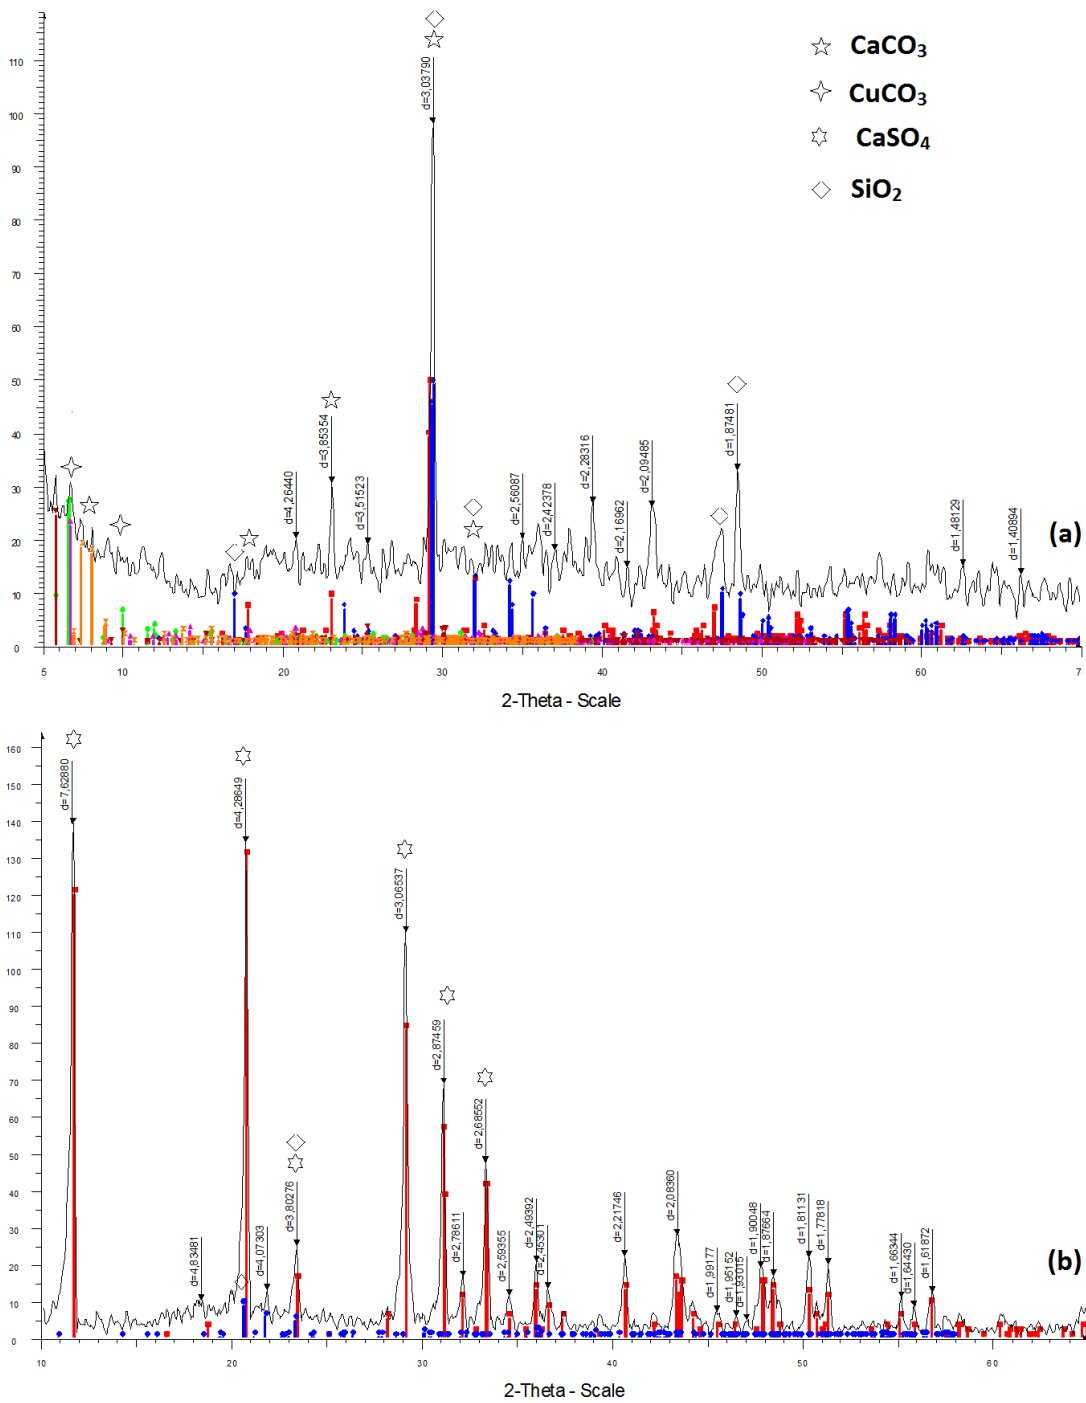 CaCO₃
CuCO₃
CaSO₄
SiO₂
110
100
90
80
70
60
50
40
30
20
10
0
d=4,26440
d=3,85354
d=3,51523
d=3,03790
d=2,56087
d=2,42378
d=2,28316
d=2,16962
d=2,09485
d=1,87481
d=1,48129
d=1,40894
(a)
5 10 20 30 40 50 60 7
2-Theta - Scale
160
150
140
130
120
110
100
90
80
70
60
50
40
30
20
10
0
d=7,62880
d=4,83481
d=4,28649
d=4,07303
d=3,80276
d=3,06537
d=2,87459
d=2,78611
d=2,68552
d=2,59355
d=2,49392
d=2,45301
d=2,21746
d=2,08360
d=1,99177
d=1,95152
d=1,93015
d=1,90048
d=1,87664
d=1,81131
d=1,77818
d=1,66344
d=1,64430
d=1,61872
(b)
10 20 30 40 50 60
2-Theta - Scale